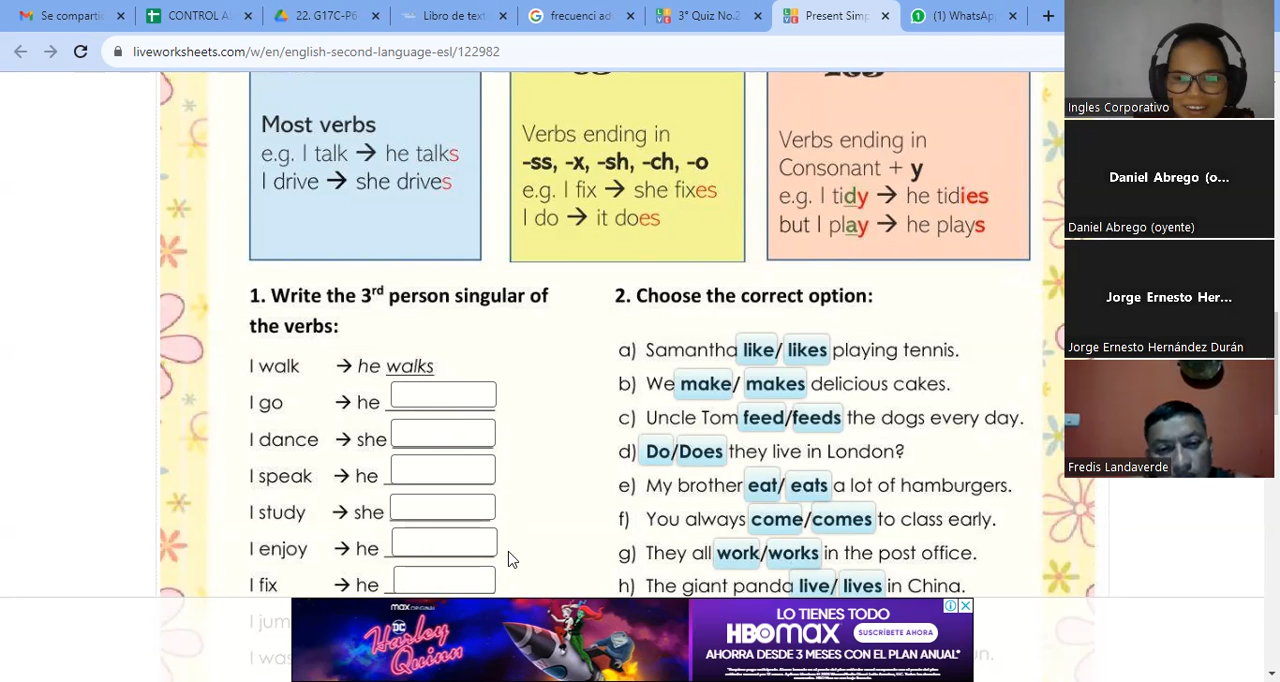 Se comparti
CONTROL A
22. G17C-P6
Libro de text
frecuenci ad
3° Quiz No.2
Present Simp
(1) WhatsApp
liveworksheets.com/w/en/english-second-language-esl/122982
Most verbs
e.g. I talk → he talks
I drive → she drives
Verbs ending in
-ss, -x, -sh, -ch, -o
e.g. I fix → she fixes
I do → it does
Verbs ending in
Consonant + y
e.g. I tidy → he tidies
but I play → he plays
1. Write the 3rd person singular of
the verbs:
I walk → he walks
I go → he
I dance → she
I speak → he
I study → she
I enjoy → he
I fix → he
I jum
I was
2. Choose the correct option:
a) Samantha like/ likes playing tennis.
b) We make/ makes delicious cakes.
c) Uncle Tom feed/feeds the dogs every day.
d) Do/Does they live in London?
e) My brother eat/ eats a lot of hamburgers.
f) You always come/comes to class early.
g) They all work/works in the post office.
h) The giant panda live/ lives in China.
n.
max ORIGINAL
DC
Harley
Quinn
LO TIENES TODO
HBOmax
SUSCRÍBETE AHORA
AHORA DESDE 3 MESES CON EL PLAN ANUAL*
Ingles Corporativo
Daniel Abrego (o...
Daniel Abrego (oyente)
Jorge Ernesto Her...
Jorge Ernesto Hernández Durán
Fredis Landaverde